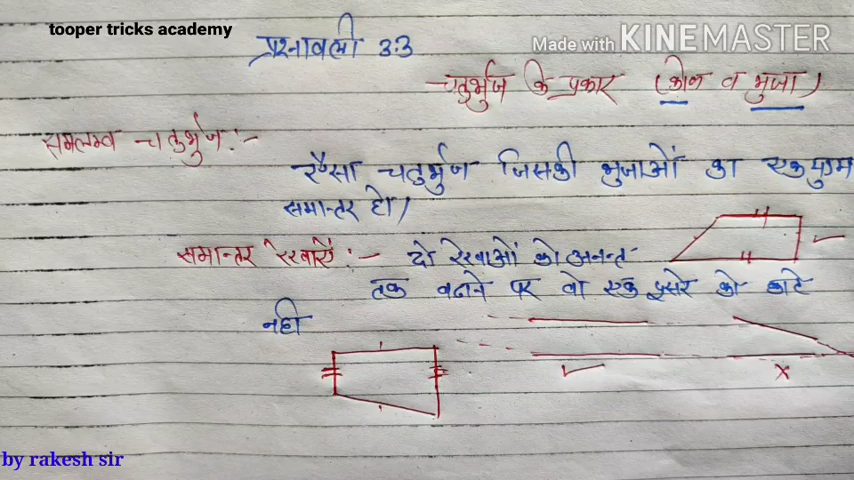 tooper tricks academy
Made with KINEMASTER
प्रश्नावली 3.3
चतुर्भुज के प्रकार (कोण व भुजा)
समलम्ब चतुर्भुज :-
ऐसा चतुर्भुज जिसकी भुजाओं का एक युग्म
समान्तर हो।
समान्तर रेखाएँ :- दो रेखाओं को अनन्त
तक बढाने पर वो एक दूसरे को काटे
नही
by rakesh sir